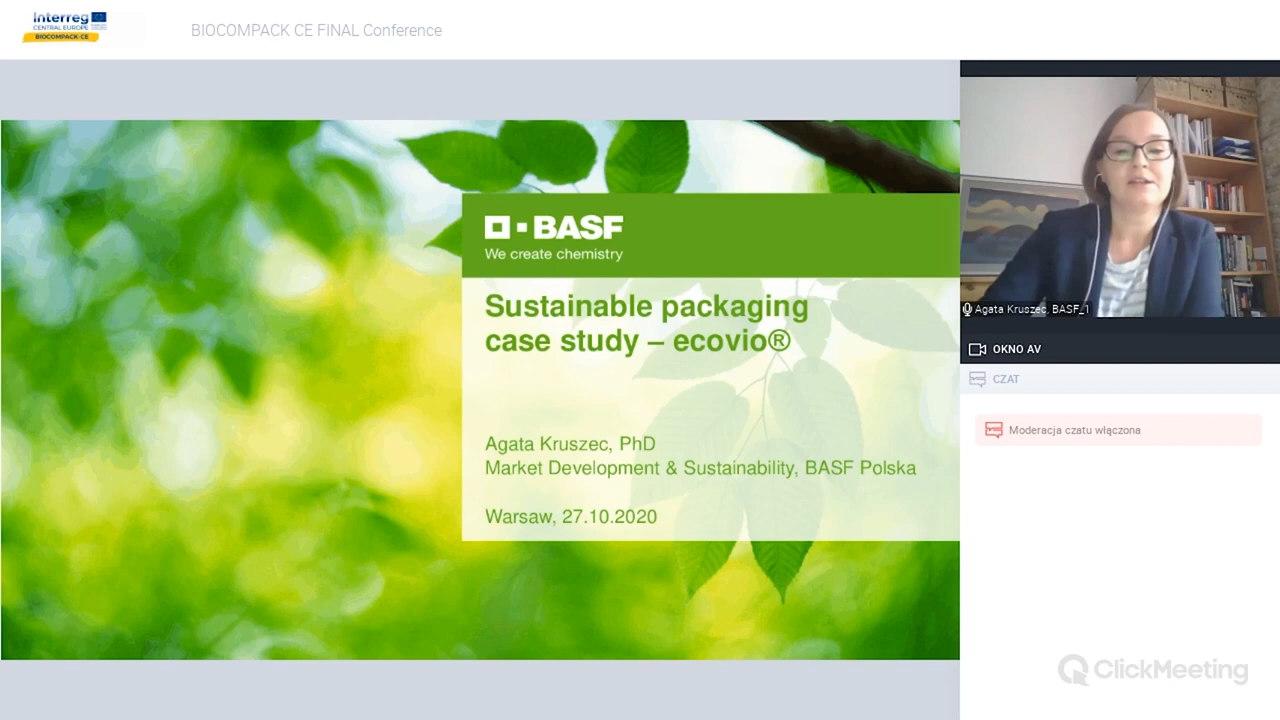 Interreg
CENTRAL EUROPE
BIOCOMPACK-CE
BIOCOMPACK CE FINAL Conference
BASF
We create chemistry
Sustainable packaging
case study – ecovio®
Agata Kruszec, PhD
Market Development & Sustainability, BASF Polska
Warsaw, 27.10.2020
Agata Kruszec, BASF_1
OKNO AV
CZAT
Moderacja czatu włączona
ClickMeeting